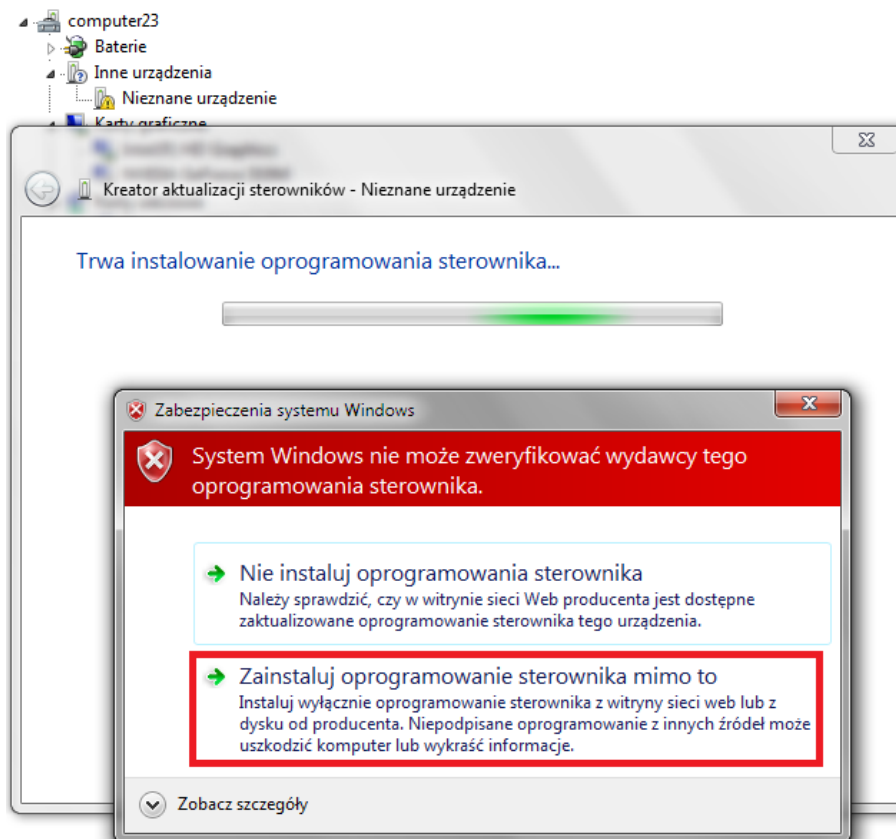 computer23
Baterie
Inne urządzenia
Nieznane urządzenie
Karty graficzne
Kreator aktualizacji sterowników - Nieznane urządzenie
Trwa instalowanie oprogramowania sterownika...
Zabezpieczenia systemu Windows
System Windows nie może zweryfikować wydawcy tego
oprogramowania sterownika.
Nie instaluj oprogramowania sterownika
Należy sprawdzić, czy w witrynie sieci Web producenta jest dostępne
zaktualizowane oprogramowanie sterownika tego urządzenia.
Zainstaluj oprogramowanie sterownika mimo to
Instaluj wyłącznie oprogramowanie sterownika z witryny sieci web lub z
dysku od producenta. Niepodpisane oprogramowanie z innych źródeł może
uszkodzić komputer lub wykraść informacje.
Zobacz szczegóły